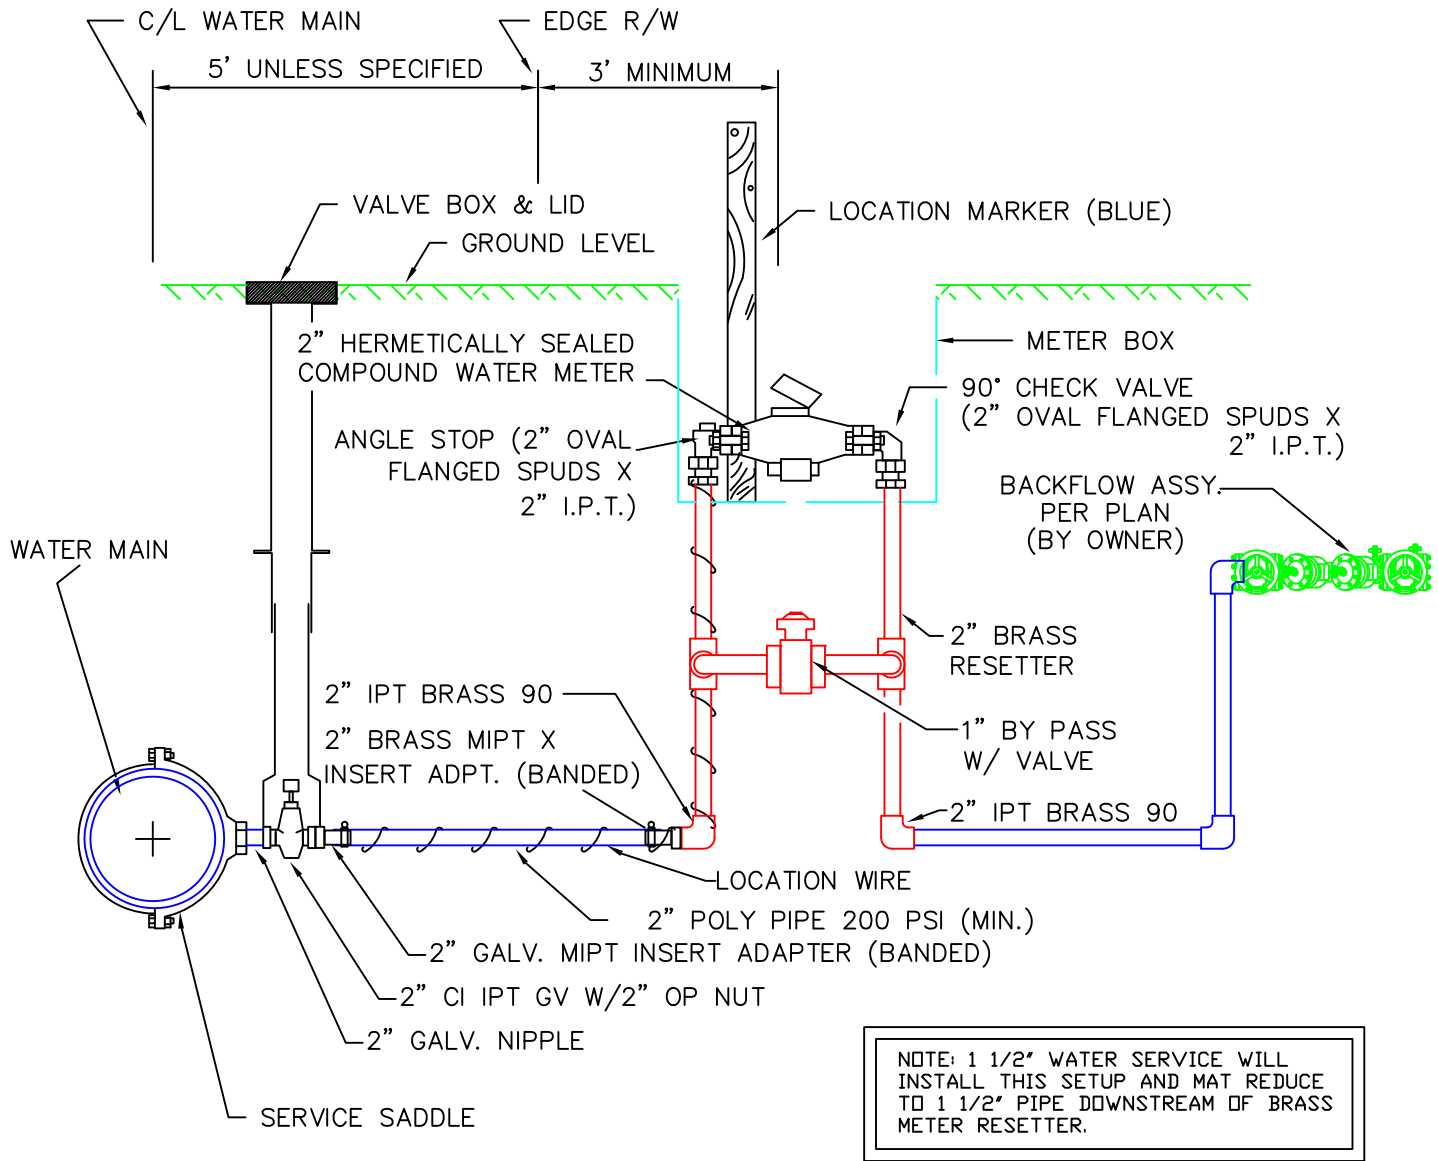 C/L WATER MAIN
EDGE R/W
5' UNLESS SPECIFIED
3' MINIMUM
VALVE BOX & LID
LOCATION MARKER (BLUE)
GROUND LEVEL
2" HERMETICALLY SEALED
COMPOUND WATER METER
METER BOX
90° CHECK VALVE
(2" OVAL FLANGED SPUDS X
2" I.P.T.)
ANGLE STOP (2" OVAL
FLANGED SPUDS X
2" I.P.T.)
BACKFLOW ASSY.
PER PLAN
(BY OWNER)
WATER MAIN
2" BRASS
RESETTER
2" IPT BRASS 90
2" BRASS MIPT X
INSERT ADPT. (BANDED)
1" BY PASS
W/ VALVE
2" IPT BRASS 90
LOCATION WIRE
2" POLY PIPE 200 PSI (MIN.)
2" GALV. MIPT INSERT ADAPTER (BANDED)
2" CI IPT GV W/2" OP NUT
2" GALV. NIPPLE
SERVICE SADDLE
NOTE: 1 1/2" WATER SERVICE WILL
INSTALL THIS SETUP AND MAT REDUCE
TO 1 1/2" PIPE DOWNSTREAM OF BRASS
METER RESETTER.